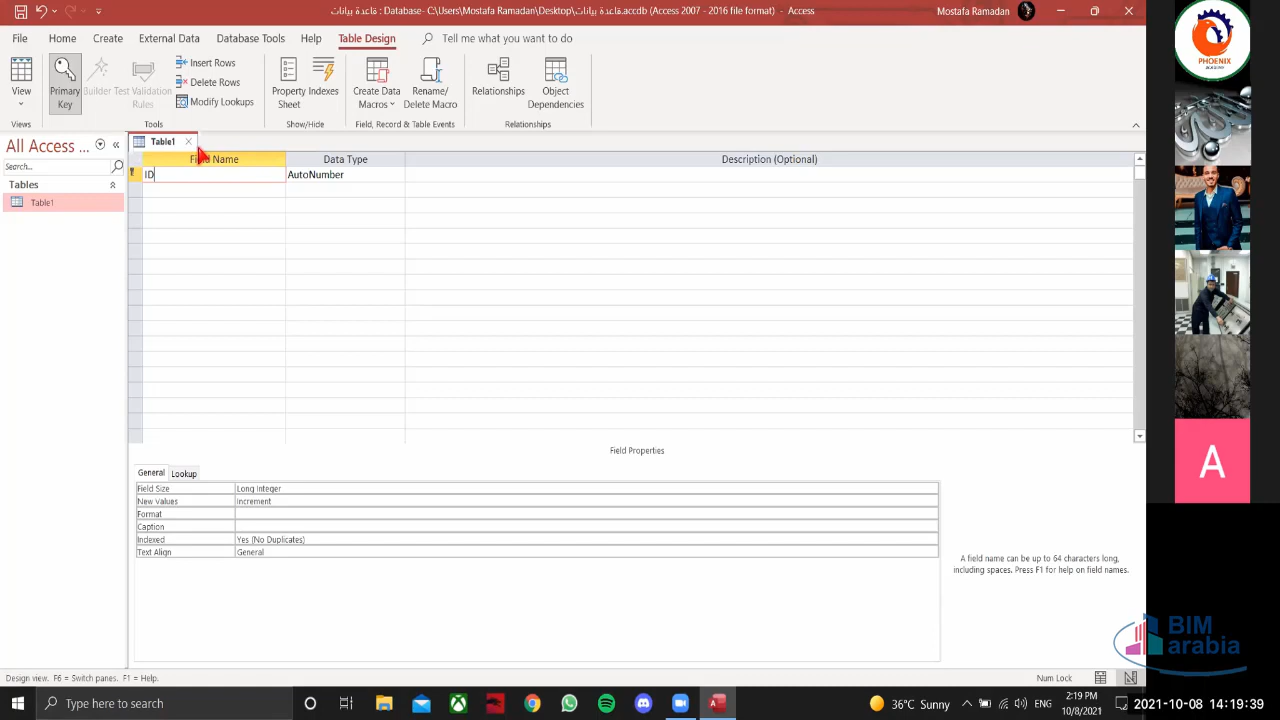 قاعدة بيانات : Database- C:\Users\Mostafa Ramadan\Desktop\قاعدة بيانات.accdb (Access 2007 - 2016 file format) - Access
Mostafa Ramadan
File Home Create External Data Database Tools Help Table Design Tell me what you want to do
View
Primary Key
Builder
Test Validation Rules
Insert Rows
Delete Rows
Modify Lookups
Property Sheet
Indexes
Create Data Macros
Rename/ Delete Macro
Relationships
Object Dependencies
Views
Tools
Show/Hide
Field, Record & Table Events
Relationships
All Access ...
Search...
Tables
Table1
Table1
Field Name Data Type Description (Optional)
ID AutoNumber
Field Properties
General Lookup
Field Size Long Integer
New Values Increment
Format
Caption
Indexed Yes (No Duplicates)
Text Align General
A field name can be up to 64 characters long,
including spaces. Press F1 for help on field names.
Design view. F6 = Switch panes. F1 = Help.
Num Lock
Type here to search
36°C Sunny
ENG
2:19 PM
10/8/2021
PHOENIX
A
BIM
arabia
2021-10-08 14:19:39